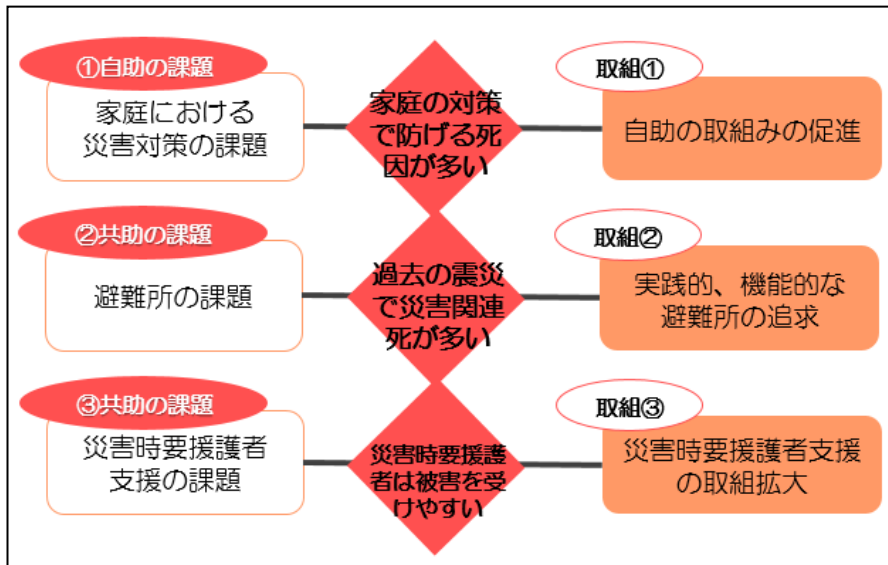 ①自助の課題
家庭における
災害対策の課題
家庭の対策
で防げる死
因が多い
取組①
自助の取組みの促進
②共助の課題
避難所の課題
過去の震災
で災害関連
死が多い
取組②
実践的、機能的な
避難所の追求
③共助の課題
災害時要援護者
支援の課題
災害時要援護
者は被害を受
けやすい
取組③
災害時要援護者支援
の取組拡大